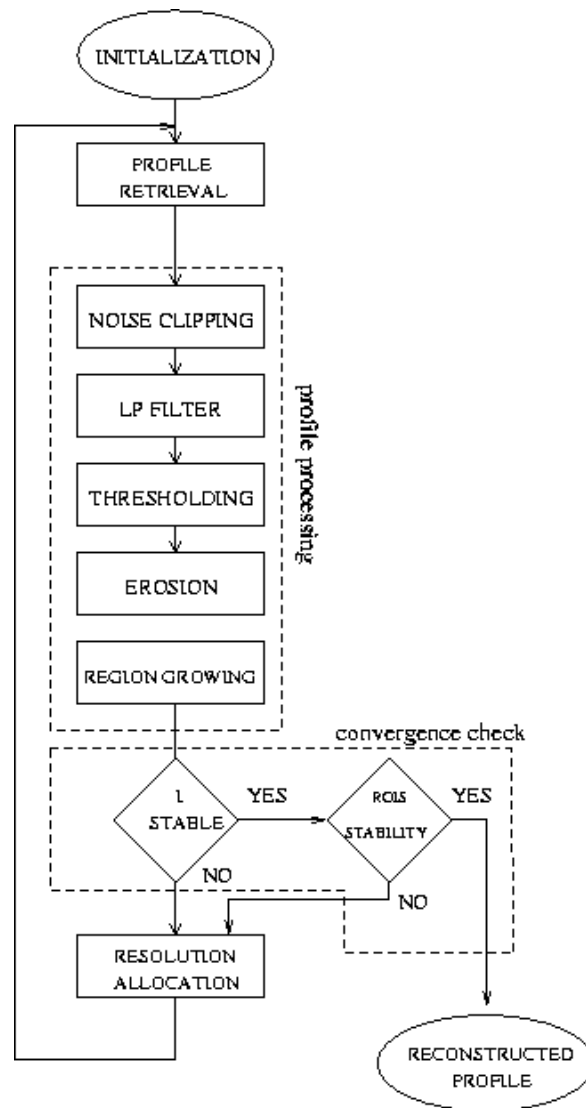 INITIALIZATION
PROFILE
RETRIEVAL
NOISE CLIPPING
LP FILTER
THRESHOLDING
EROSION
REGION GROWING
profile processing
convergence check
1
STABLE
YES
NO
ROIS
STABILITY
YES
NO
RESOLUTION
ALLOCATION
RECONSTRUCTED
PROFILE